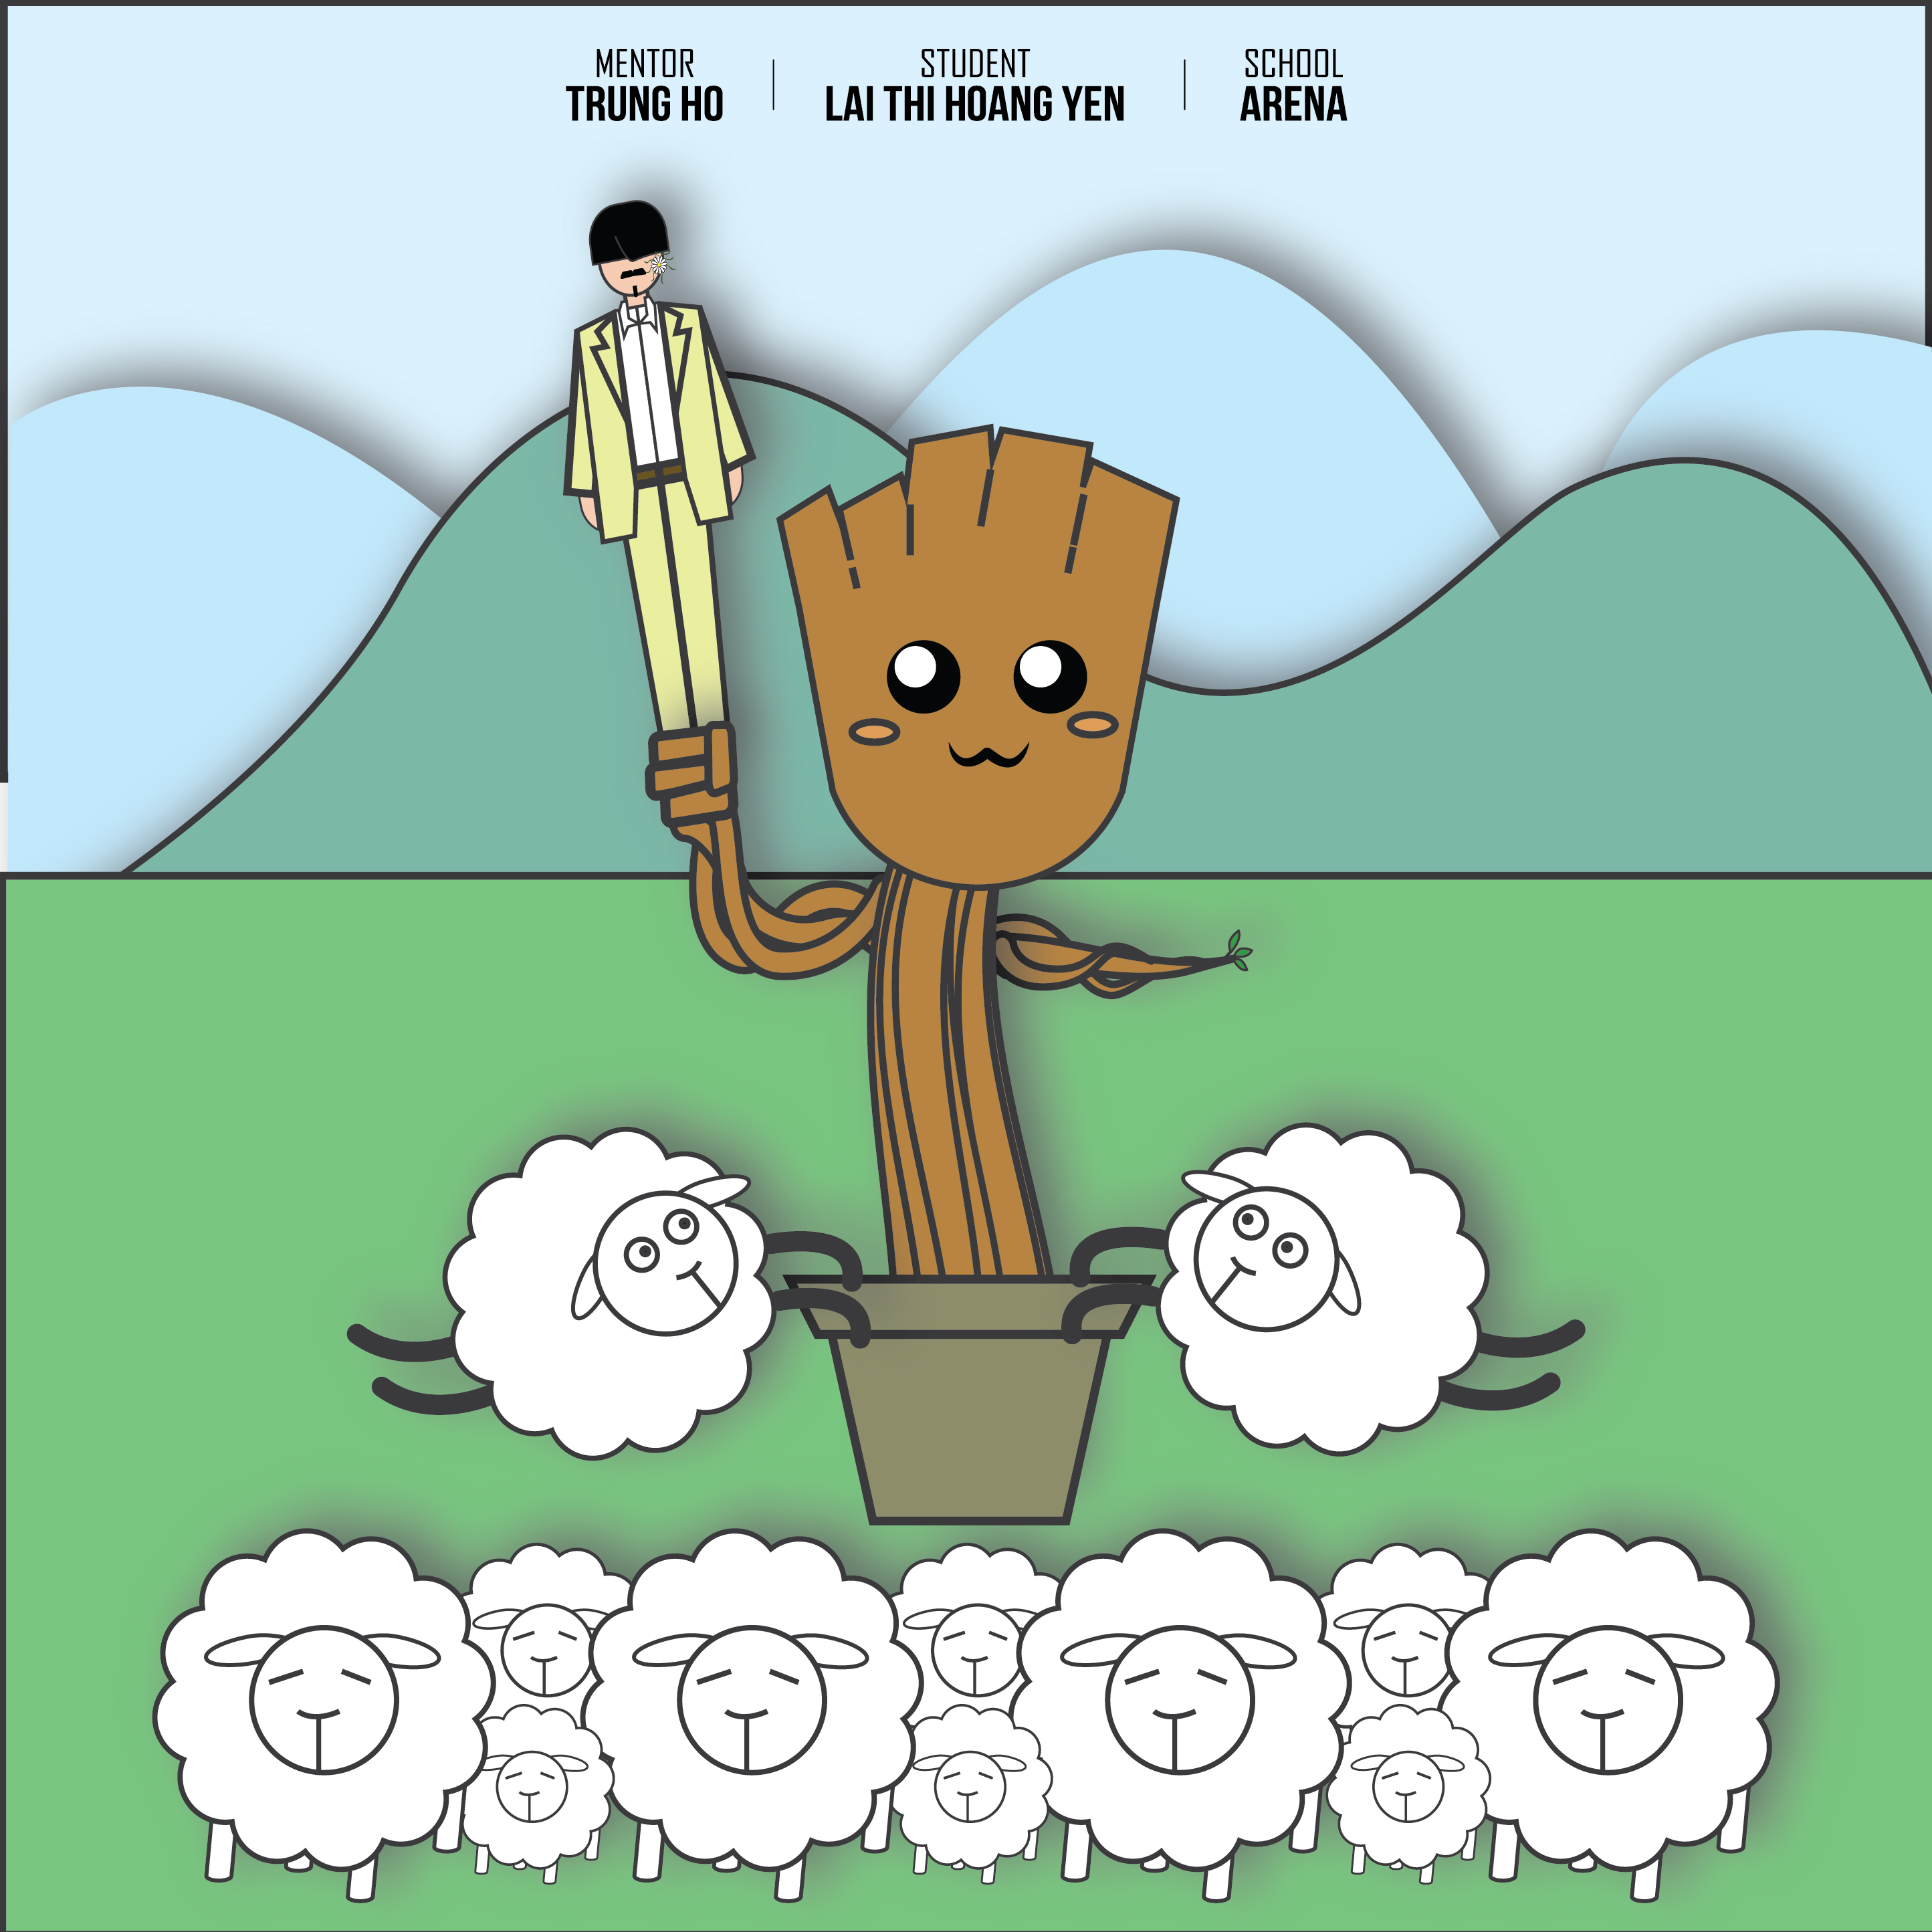 MENTOR
TRUNG HO
STUDENT
LAI THI HOANG YEN
SCHOOL
ARENA